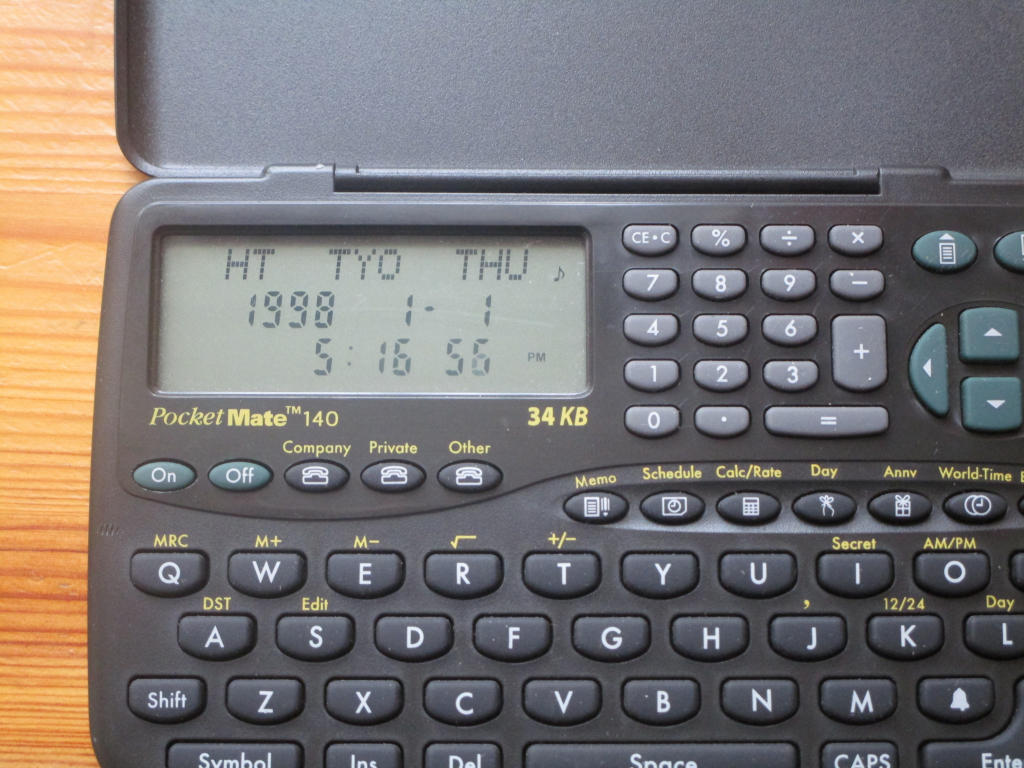 HT TYO THU ♪
1998 1- 1
5:16 56 PM
PocketMate™140 34 KB
CE•C % ÷ ×
7 8 9 −
4 5 6 +
1 2 3
0 . =
Company Private Other
On Off
Memo Schedule Calc/Rate Day Annv World-Time
MRC M+ M− √ +/− Secret AM/PM
Q W E R T Y U I O
DST Edit , 12/24 Day
A S D F G H J K L
Shift Z X C V B N M
Symbol Ins Del Space CAPS Ente